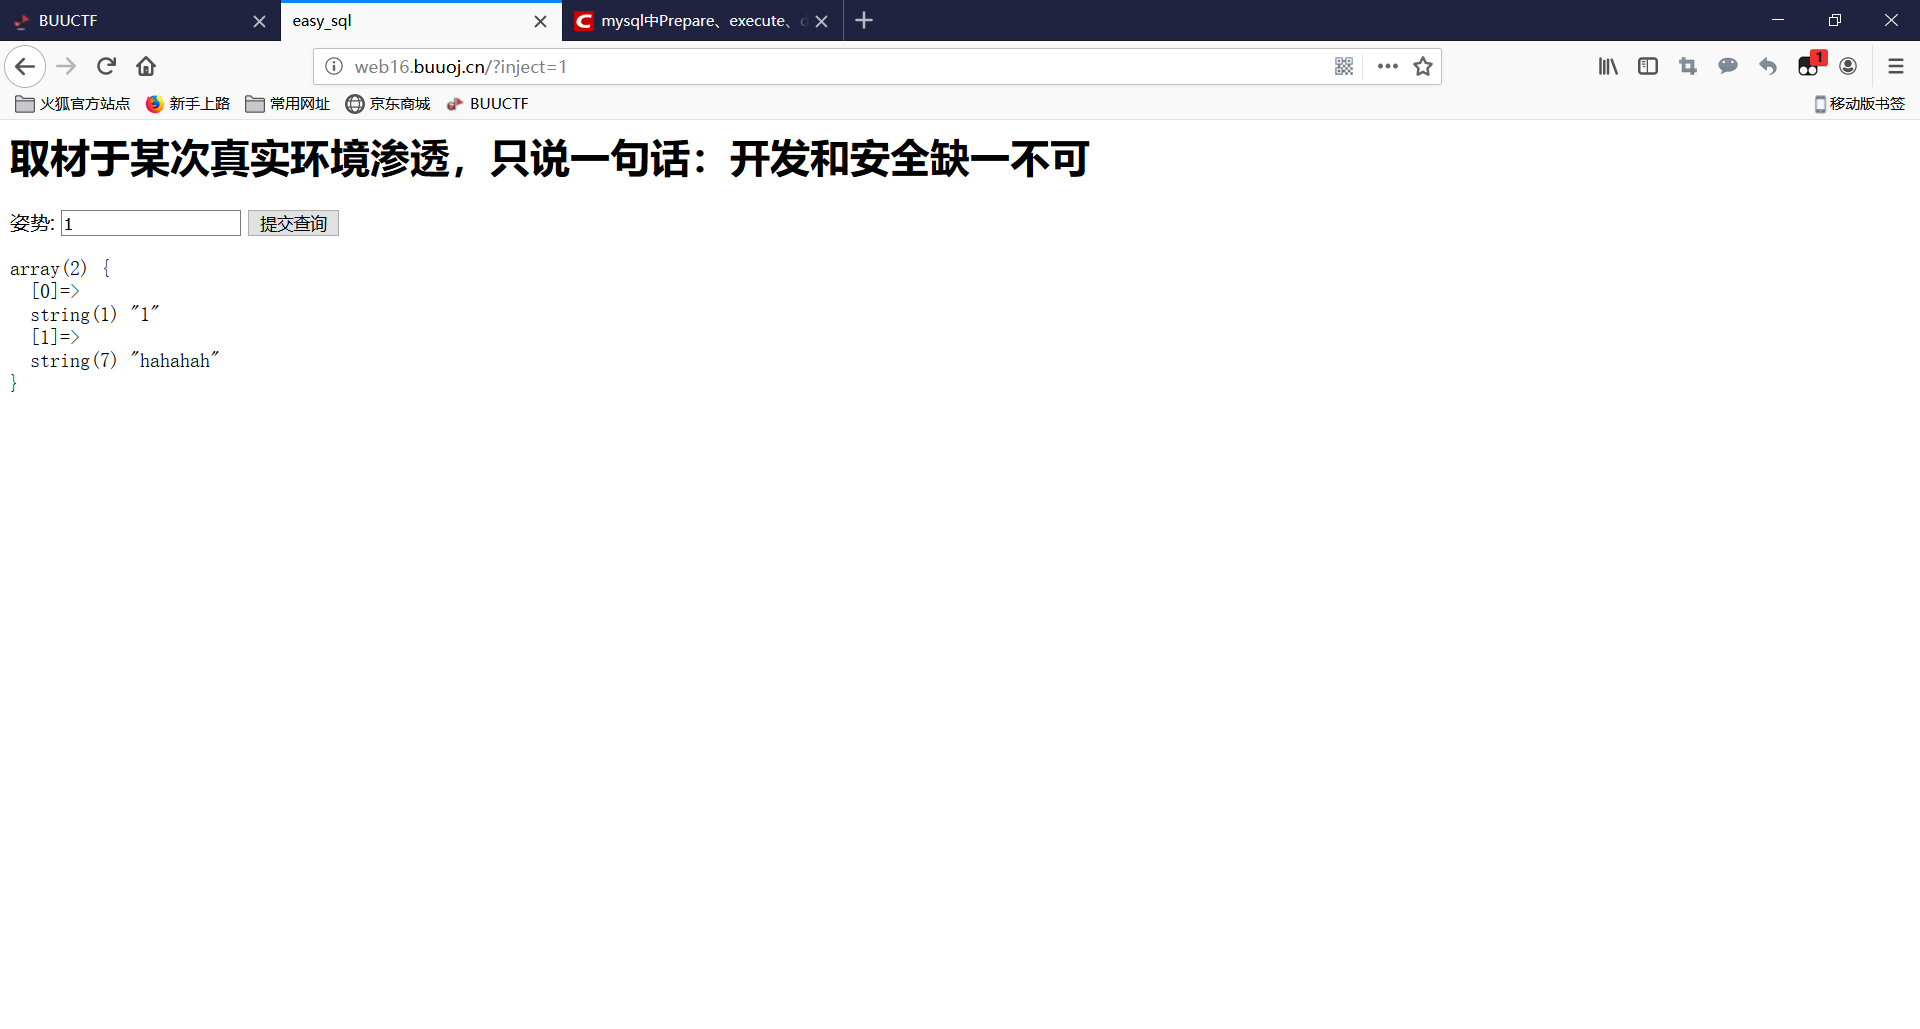 BUUCTF
easy_sql
mysql中Prepare、execute、
web16.buuoj.cn/?inject=1
1
火狐官方站点
新手上路
常用网址
京东商城
BUUCTF
移动版书签
取材于某次真实环境渗透，只说一句话：开发和安全缺一不可
姿势: 1 提交查询
array(2) {
[0]=>
string(1) "1"
[1]=>
string(7) "hahahah"
}